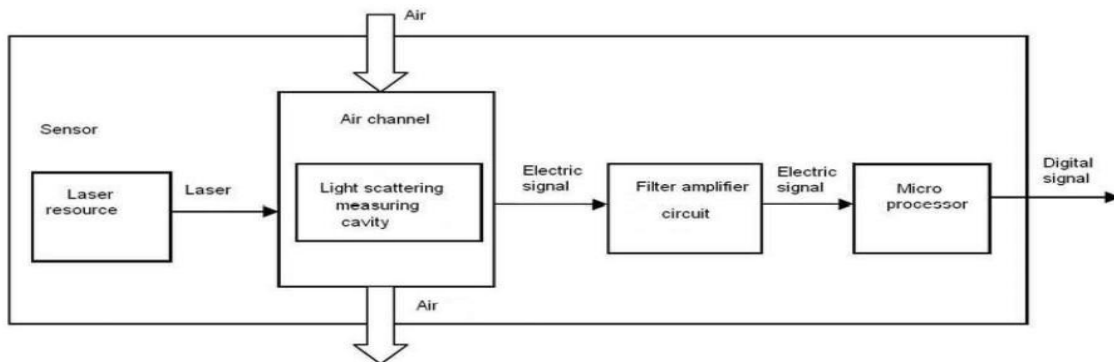 Air
Sensor
Laser
resource
Laser
Air channel
Light scattering
measuring
cavity
Electric
signal
Filter amplifier
circuit
Electric
signal
Micro
processor
Digital
signal
Air